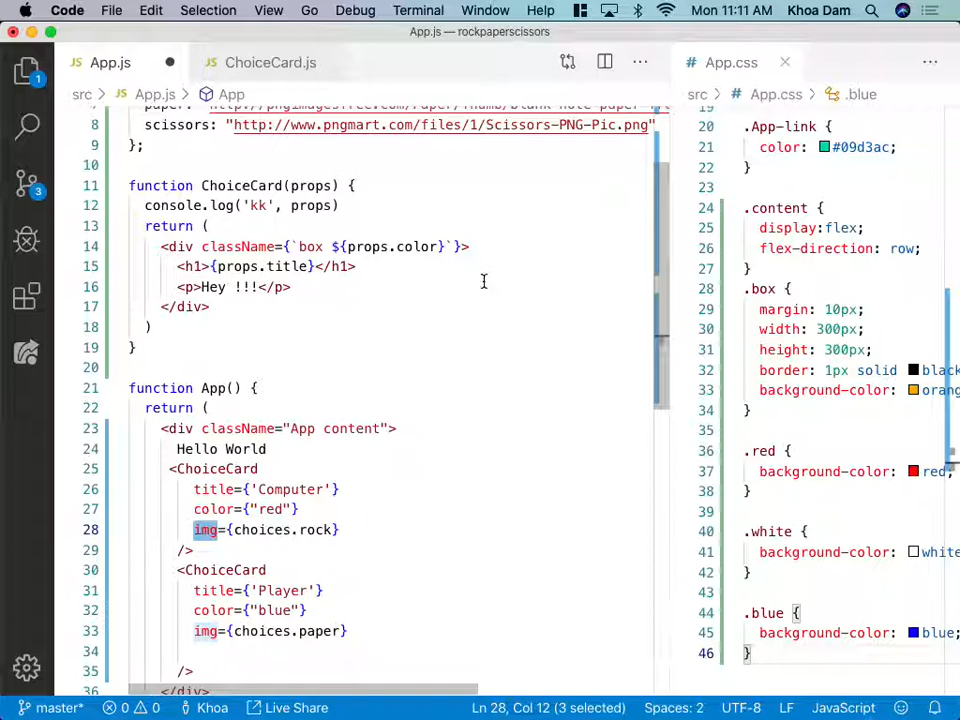 Code File Edit Selection View Go Debug Terminal Window Help Mon 11:11 AM Khoa Dam
App.js — rockpaperscissors
JS App.js ● JS ChoiceCard.js
src > JS App.js > App
8 scissors: "http://www.pngmart.com/files/1/Scissors-PNG-Pic.png"
9 };
10
11 function ChoiceCard(props) {
12 console.log('kk', props)
13 return (
14 <div className={`box ${props.color}`}>
15 <h1>{props.title}</h1>
16 <p>Hey !!!</p>
17 </div>
18 )
19 }
20
21 function App() {
22 return (
23 <div className="App content">
24 Hello World
25 <ChoiceCard
26 title={'Computer'}
27 color={"red"}
28 img={choices.rock}
29 />
30 <ChoiceCard
31 title={'Player'}
32 color={"blue"}
33 img={choices.paper}
34
35 />
36 </div>
# App.css ×
src > # App.css > .blue
19
20 .App-link {
21 color: #09d3ac;
22 }
23
24 .content {
25 display:flex;
26 flex-direction: row;
27 }
28 .box {
29 margin: 10px;
30 width: 300px;
31 height: 300px;
32 border: 1px solid black
33 background-color: orang
34 }
35
36 .red {
37 background-color: red;
38 }
39
40 .white {
41 background-color: white
42 }
43
44 .blue {
45 background-color: blue;
46 }
1
3
master* 0 0 Khoa Live Share Ln 28, Col 12 (3 selected) Spaces: 2 UTF-8 LF JavaScript